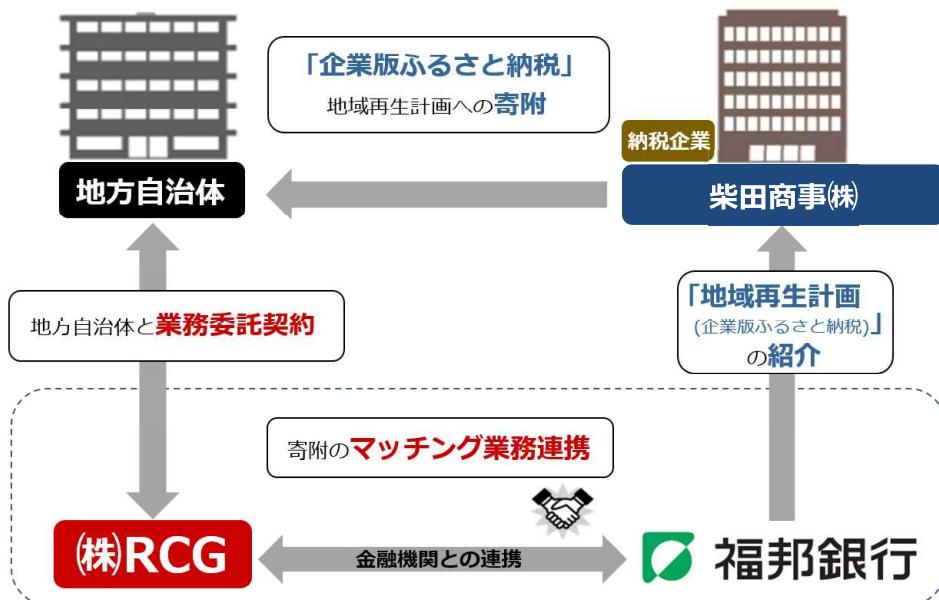 「企業版ふるさと納税」
地域再生計画への寄附
納税企業
地方自治体
柴田商事㈱
地方自治体と業務委託契約
「地域再生計画
(企業版ふるさと納税)」
の紹介
寄附のマッチング業務連携
㈱RCG
金融機関との連携
福邦銀行